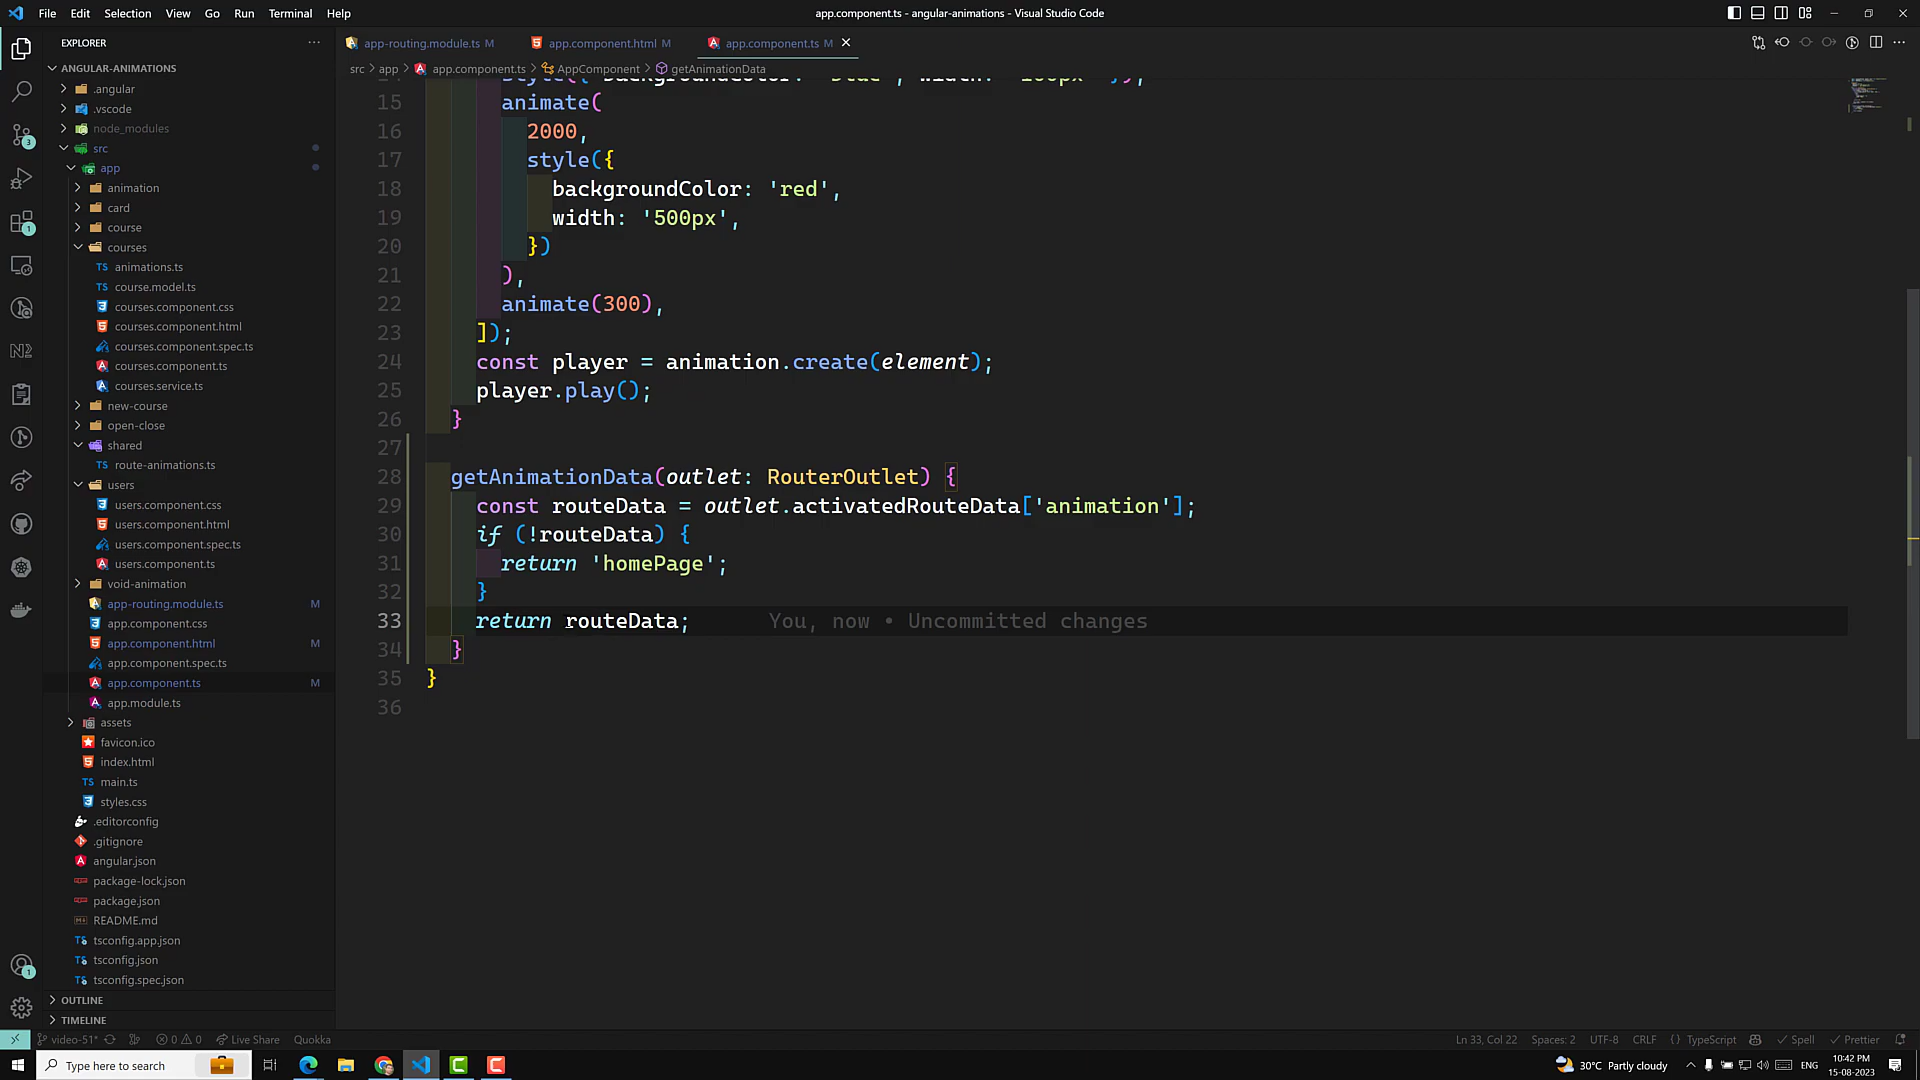 File Edit Selection View Go Run Terminal Help
app.component.ts - angular-animations - Visual Studio Code
EXPLORER
ANGULAR-ANIMATIONS
.angular
.vscode
node_modules
src
app
animation
card
course
courses
animations.ts
course.model.ts
courses.component.css
courses.component.html
courses.component.spec.ts
courses.component.ts
courses.service.ts
new-course
open-close
shared
route-animations.ts
users
users.component.css
users.component.html
users.component.spec.ts
users.component.ts
void-animation
app-routing.module.ts M
app.component.css
app.component.html M
app.component.spec.ts
app.component.ts M
app.module.ts
assets
favicon.ico
index.html
main.ts
styles.css
.editorconfig
.gitignore
angular.json
package-lock.json
package.json
README.md
tsconfig.app.json
tsconfig.json
tsconfig.spec.json
OUTLINE
TIMELINE
app-routing.module.ts M app.component.html M app.component.ts M
src > app > app.component.ts > AppComponent > getAnimationData
15 animate(
16 2000,
17 style({
18 backgroundColor: 'red',
19 width: '500px',
20 })
21 ),
22 animate(300),
23 ]);
24 const player = animation.create(element);
25 player.play();
26 }
27
28 getAnimationData(outlet: RouterOutlet) {
29 const routeData = outlet.activatedRouteData['animation'];
30 if (!routeData) {
31 return 'homePage';
32 }
33 return routeData; You, now • Uncommitted changes
34 }
35 }
36
video-51* 0 0 Live Share Quokka
Ln 33, Col 22 Spaces: 2 UTF-8 CRLF { } TypeScript Spell Prettier
Type here to search
30°C Partly cloudy ENG
10:42 PM
15-08-2023